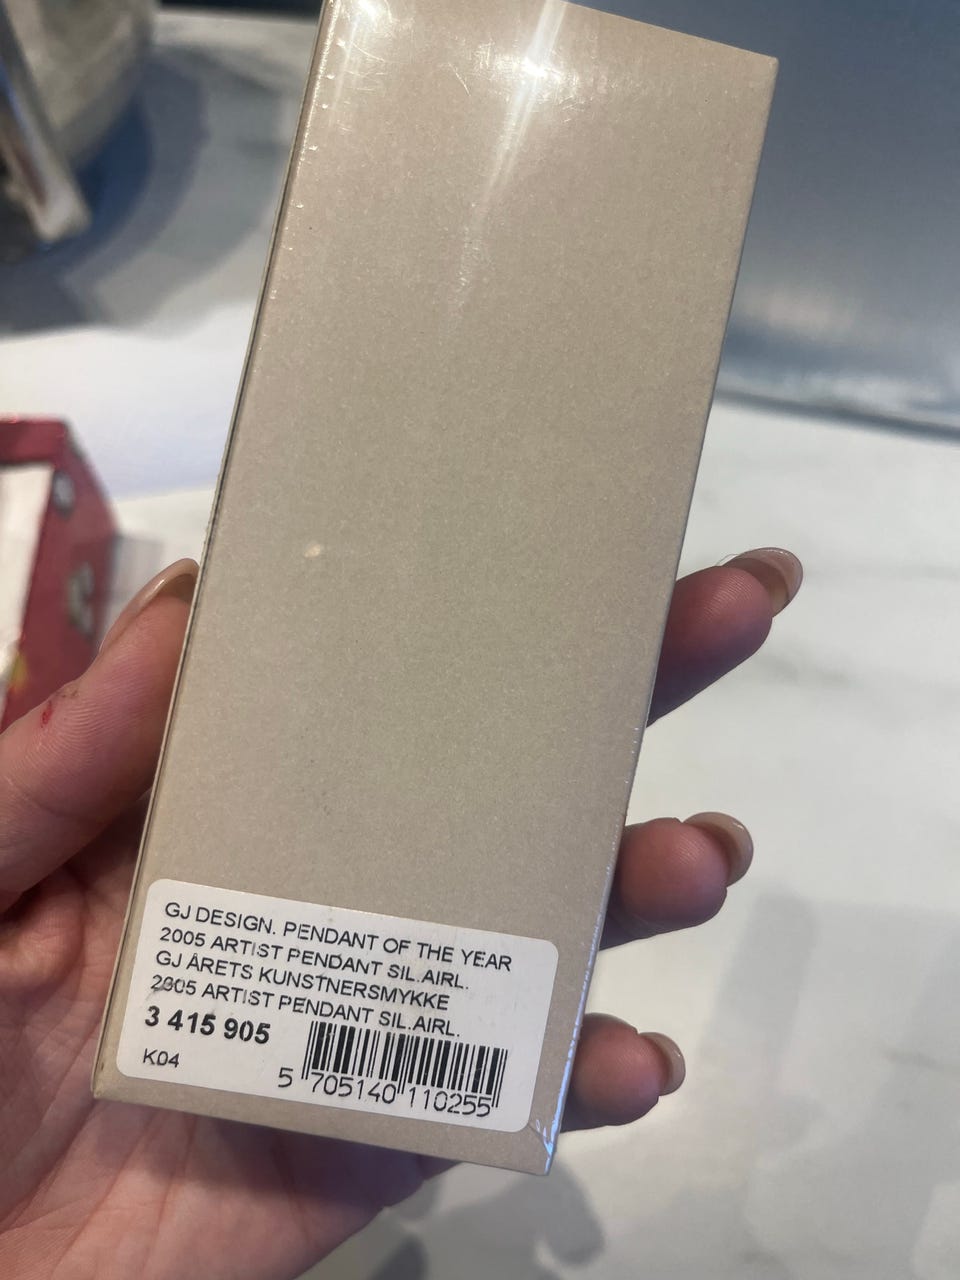 GJ DESIGN. PENDANT OF THE YEAR
2005 ARTIST PENDANT SIL.AIRL.
GJ ÅRETS KUNSTNERSMYKKE
2005 ARTIST PENDANT SIL.AIRL.
3 415 905
K04
5 705140 110255